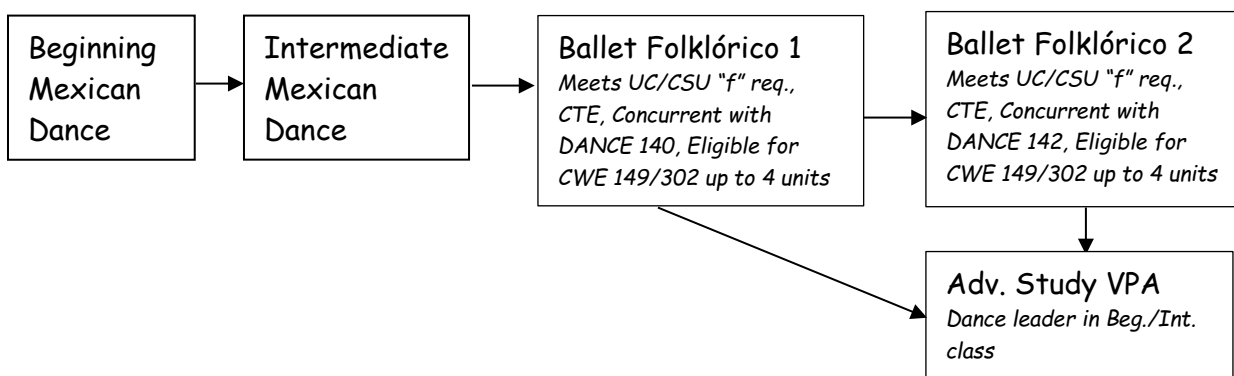 Beginning
Mexican
Dance
Intermediate
Mexican
Dance
Ballet Folklórico 1
Meets UC/CSU “f” req.,
CTE, Concurrent with
DANCE 140, Eligible for
CWE 149/302 up to 4 units
Ballet Folklórico 2
Meets UC/CSU “f” req.,
CTE, Concurrent with
DANCE 142, Eligible for
CWE 149/302 up to 4 units
Adv. Study VPA
Dance leader in Beg./Int.
class